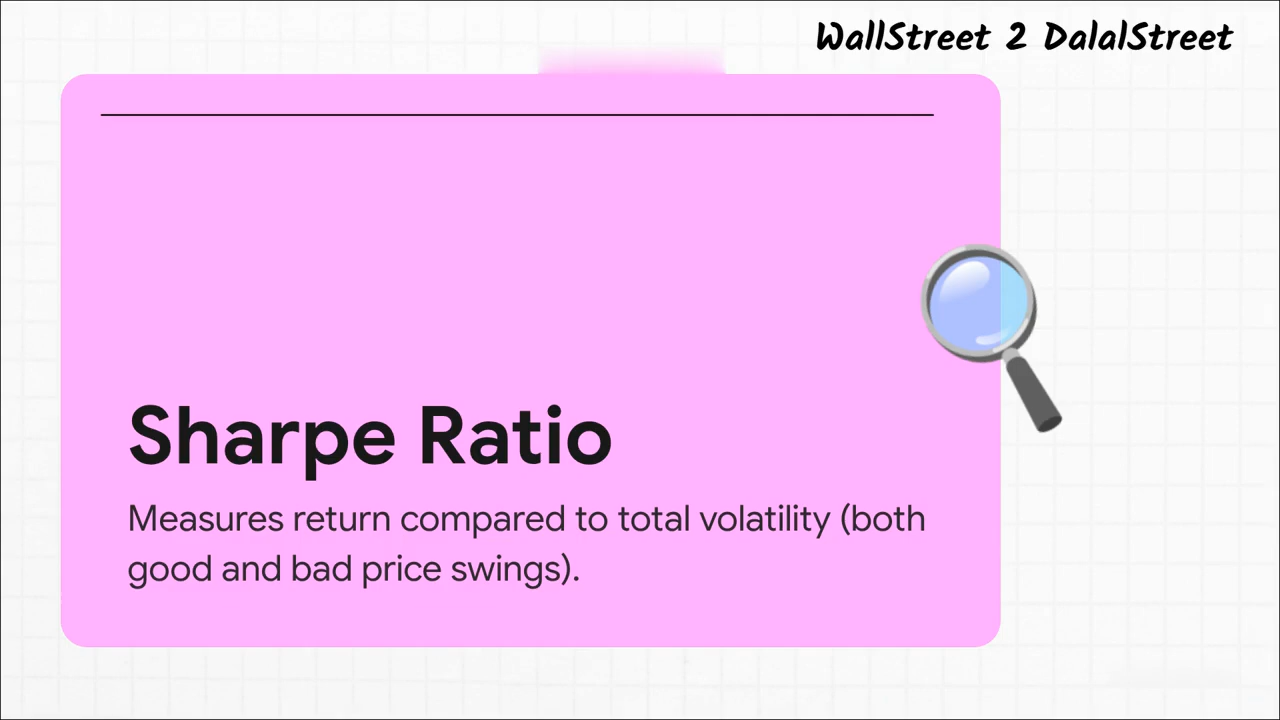 WallStreet 2 DalalStreet
Sharpe Ratio
Measures return compared to total volatility (both
good and bad price swings).